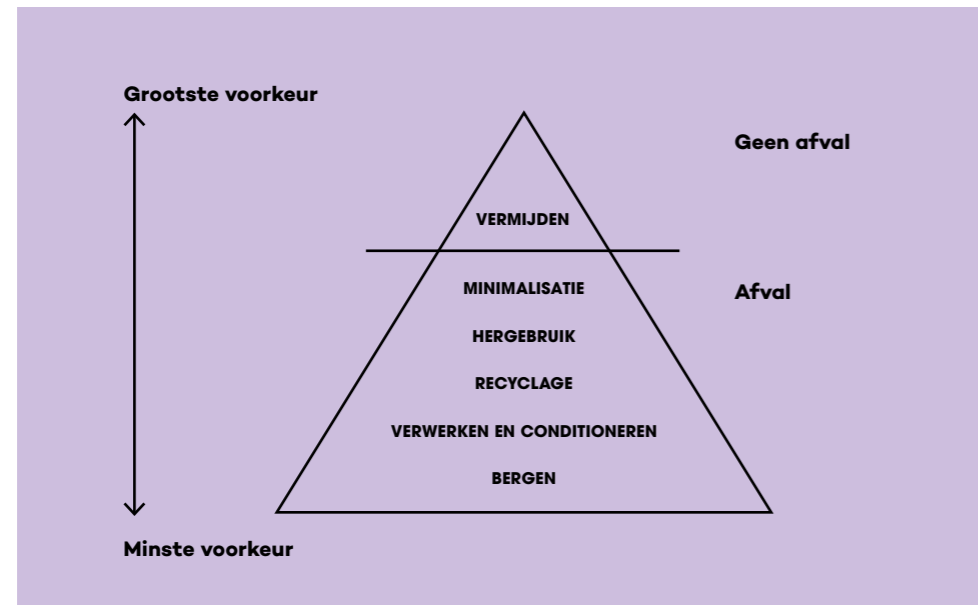 Grootste voorkeur
Geen afval
VERMIJDEN
MINIMALISATIE
Afval
HERGEBRUIK
RECYCLAGE
VERWERKEN EN CONDITIONEREN
BERGEN
Minste voorkeur